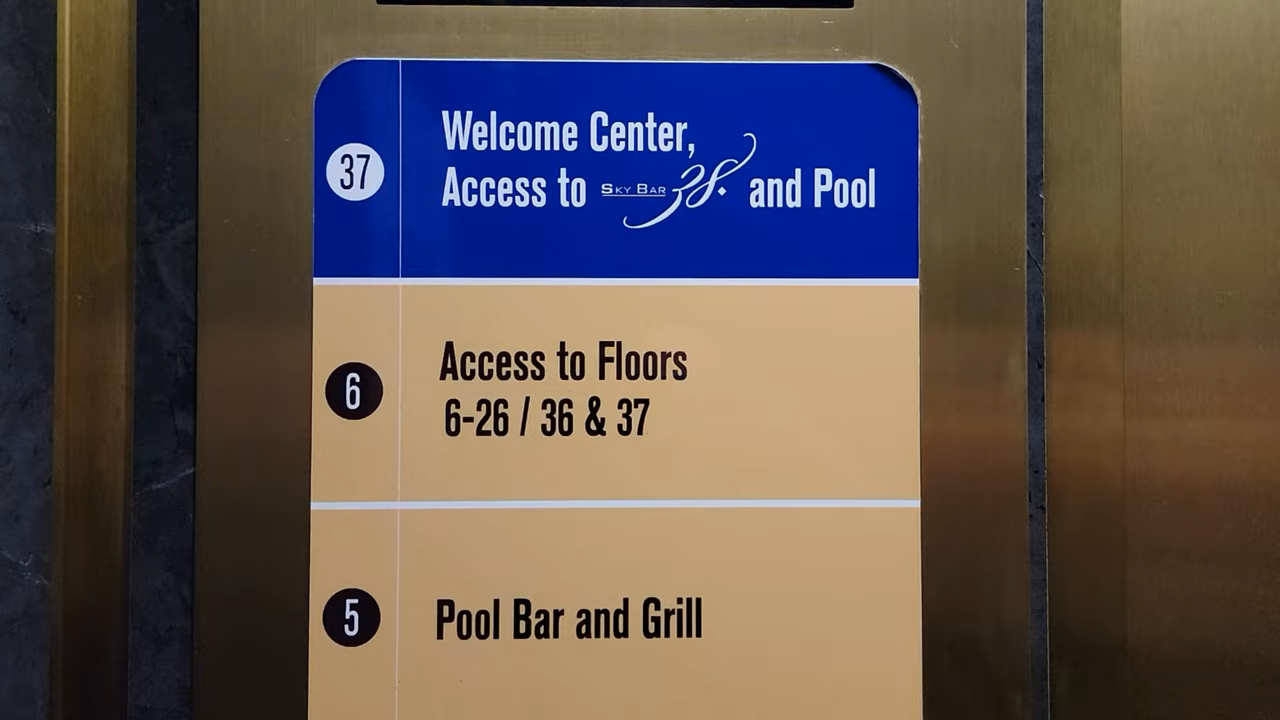 37
Welcome Center,
Access to SKY BAR 38. and Pool
6
Access to Floors
6-26 / 36 & 37
5
Pool Bar and Grill